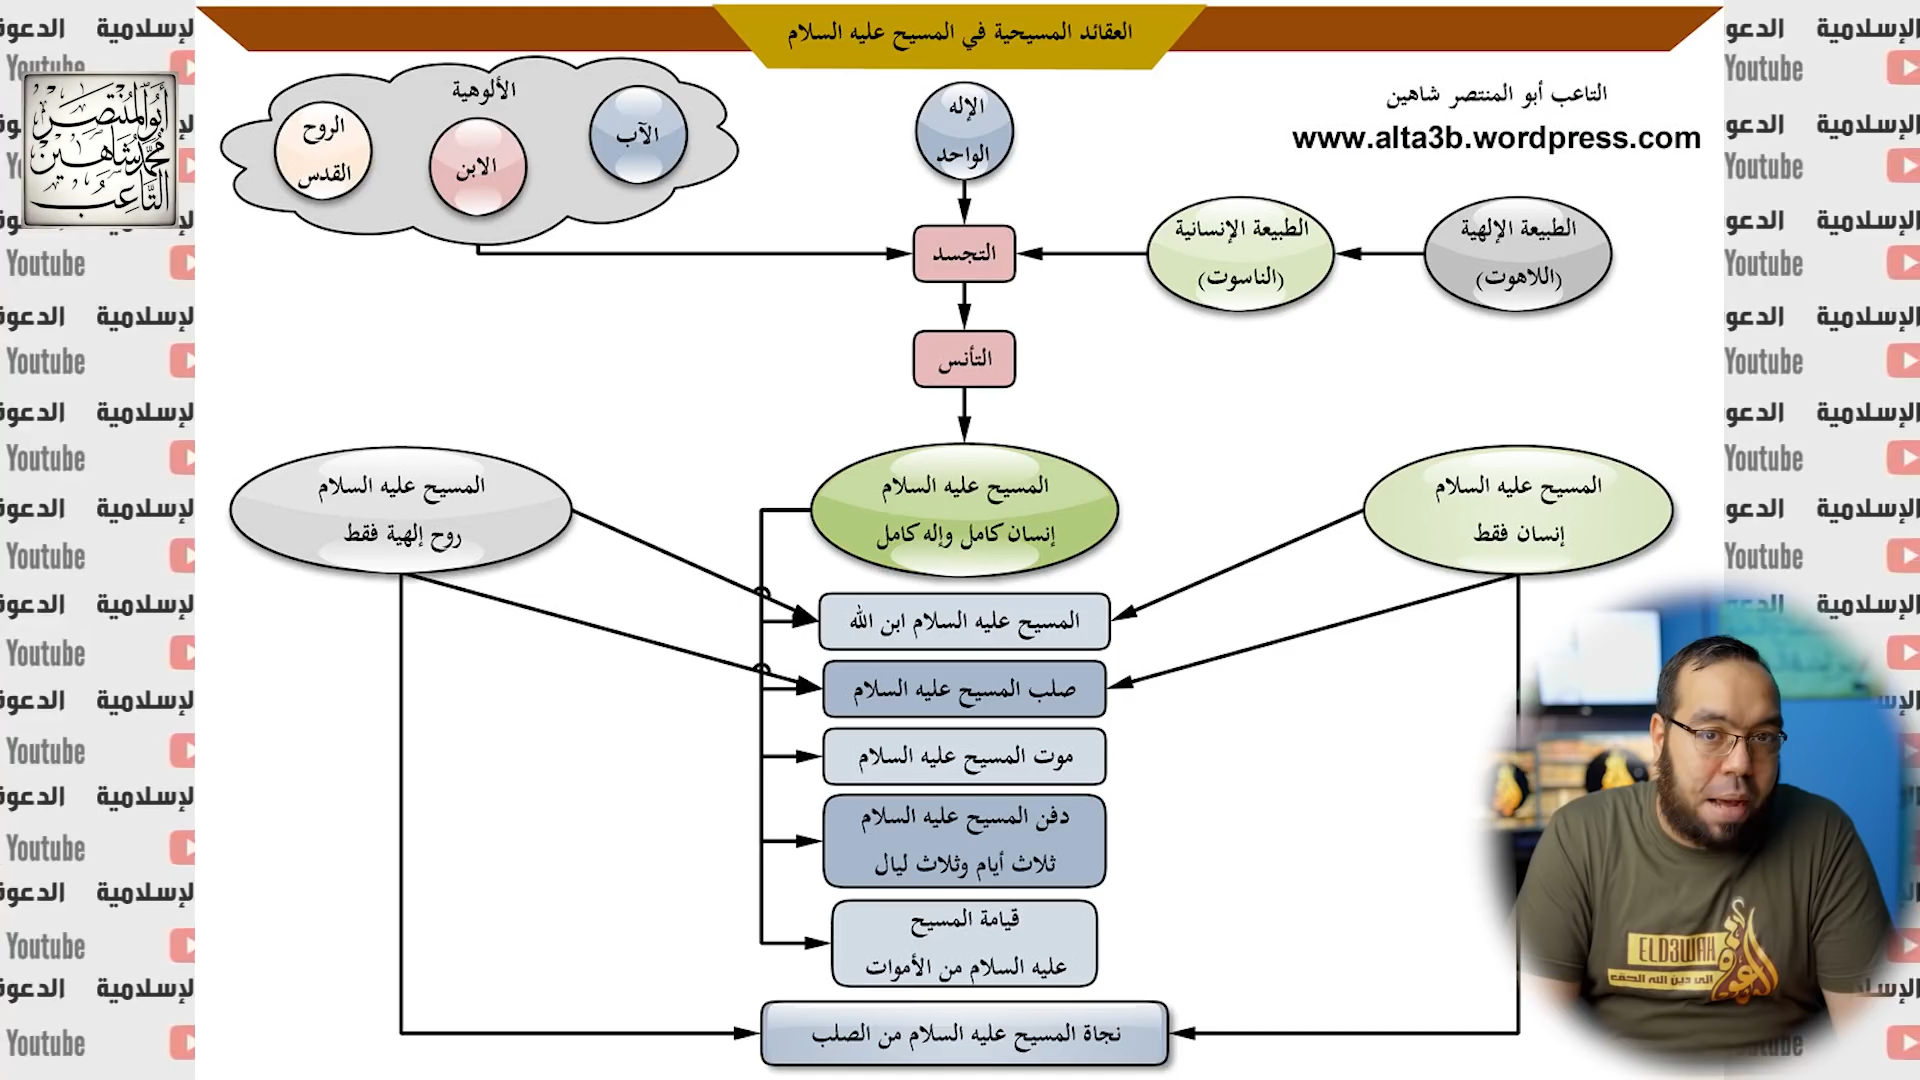 العقائد المسيحية في المسيح عليه السلام
التاعب أبو المنتصر شاهين
www.alta3b.wordpress.com
أبو المنتصر
محمد شاهين
التاعب
الألوهية
الآب
الابن
الروح
القدس
الإله
الواحد
الطبيعة الإلهية
(اللاهوت)
الطبيعة الإنسانية
(الناسوت)
التجسد
التأنس
المسيح عليه السلام
إنسان فقط
المسيح عليه السلام
إنسان كامل وإله كامل
المسيح عليه السلام
روح إلهية فقط
المسيح عليه السلام ابن الله
صلب المسيح عليه السلام
موت المسيح عليه السلام
دفن المسيح عليه السلام
ثلاث أيام وثلاث ليال
قيامة المسيح
عليه السلام من الأموات
نجاة المسيح عليه السلام من الصلب
ELD3WAH
الى دين الله الحق
الدعوة الإسلامية
Youtube